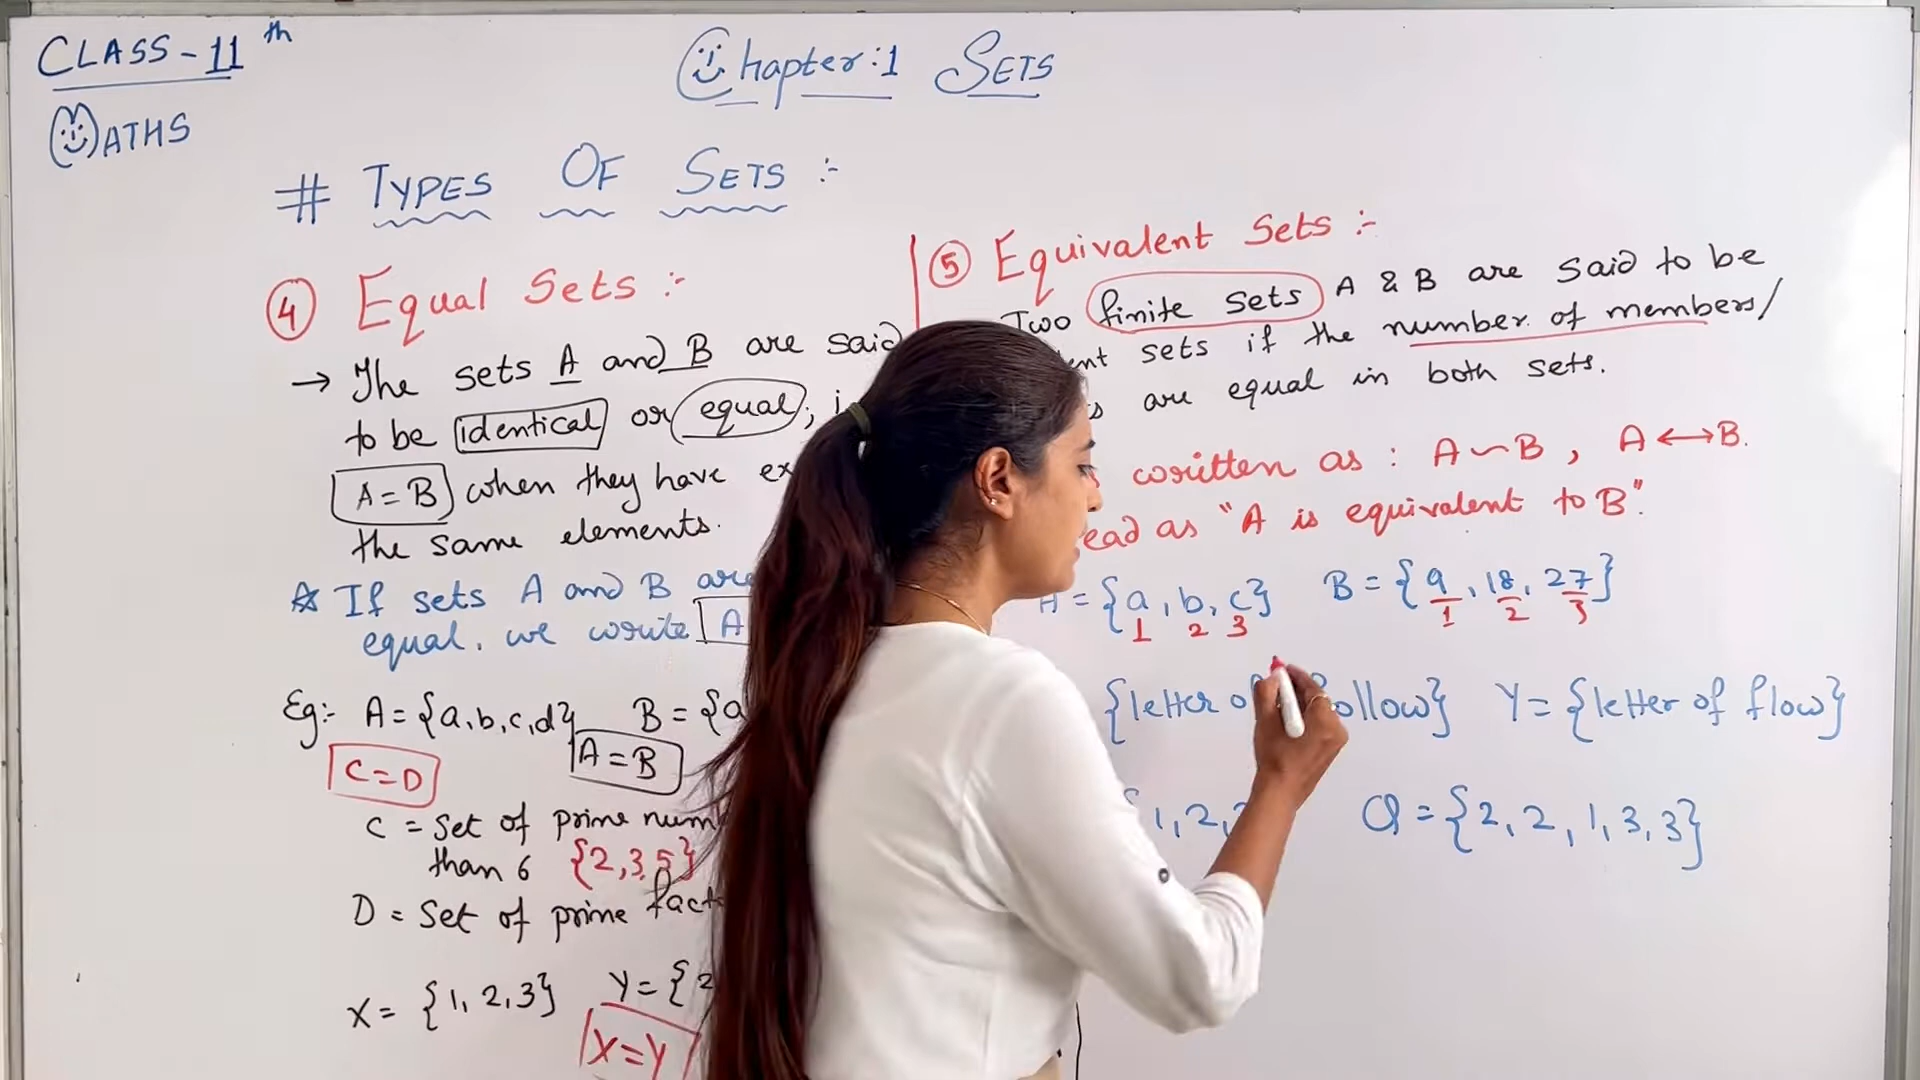 CLASS-11th
MATHS
Chapter:1 SETS
# TYPES OF SETS :-
④ Equal Sets :-
→ The sets A and B are said
to be identical or equal, i
A=B when they have ex
the same elements.
☆ If sets A and B are
equal. we write A
Eg:- A={a,b,c,d} B={a
C=D A=B
C = Set of prime num
than 6 {2,3,5}
D = Set of prime fact
X= {1,2,3} Y={2
X=Y
⑤ Equivalent Sets :-
Two finite sets A & B are said to be
ent sets if the number of members/
s are equal in both sets.
written as : A∽B , A⟷B.
ead as "A is equivalent to B".
A={a,b,c} B={9,18,27}
1 2 3 1 2 3
{letter of follow} Y={letter of flow}
1,2, Q={2,2,1,3,3}